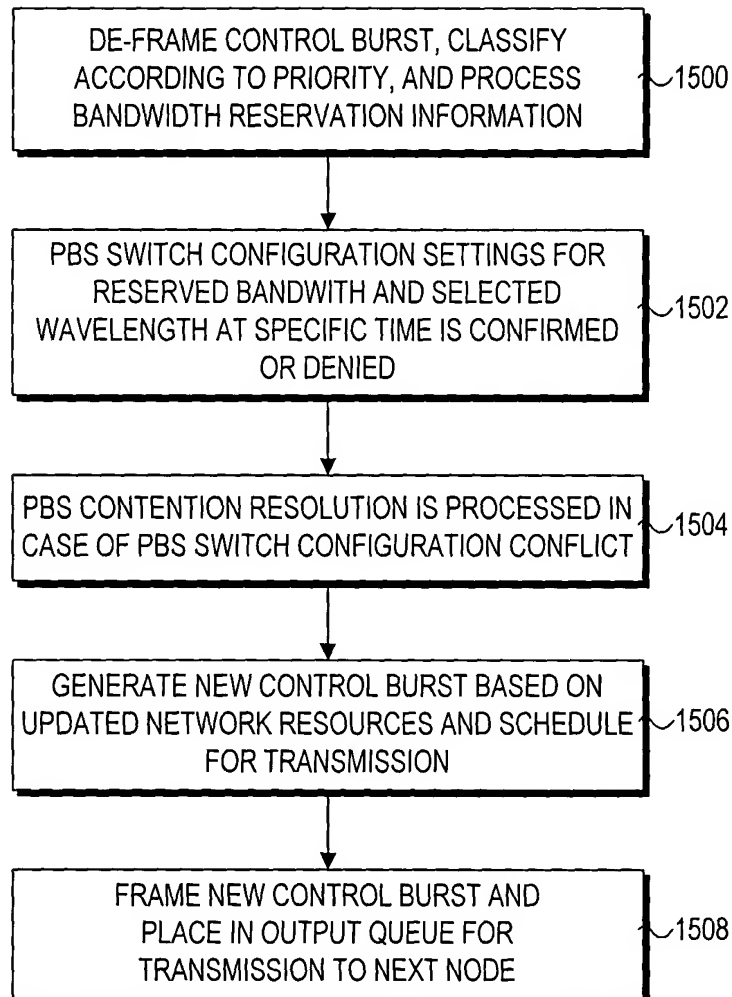 DE-FRAME CONTROL BURST, CLASSIFY
ACCORDING TO PRIORITY, AND PROCESS
BANDWIDTH RESERVATION INFORMATION
1500
PBS SWITCH CONFIGURATION SETTINGS FOR
RESERVED BANDWITH AND SELECTED
WAVELENGTH AT SPECIFIC TIME IS CONFIRMED
OR DENIED
1502
PBS CONTENTION RESOLUTION IS PROCESSED IN
CASE OF PBS SWITCH CONFIGURATION CONFLICT
1504
GENERATE NEW CONTROL BURST BASED ON
UPDATED NETWORK RESOURCES AND SCHEDULE
FOR TRANSMISSION
1506
FRAME NEW CONTROL BURST AND
PLACE IN OUTPUT QUEUE FOR
TRANSMISSION TO NEXT NODE
1508